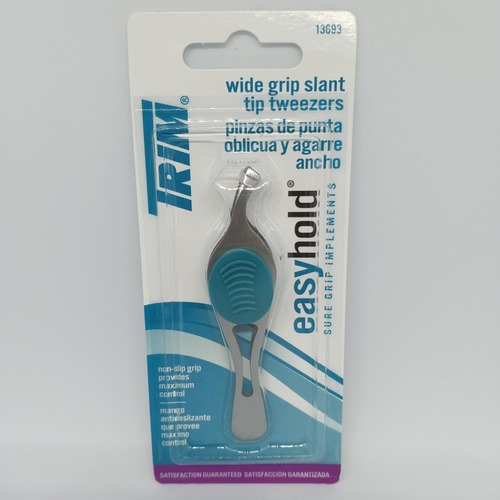 13693
wide grip slant
tip tweezers
pinzas de punta
oblicua y agarre
ancho
TRIM®
easyhold®
SURE GRIP IMPLEMENTS
non-slip grip
provides
maximum
control
mango
antideslizante
que provee
máximo
control
SATISFACTION GUARANTEED SATISFACCIÓN GARANTIZADA